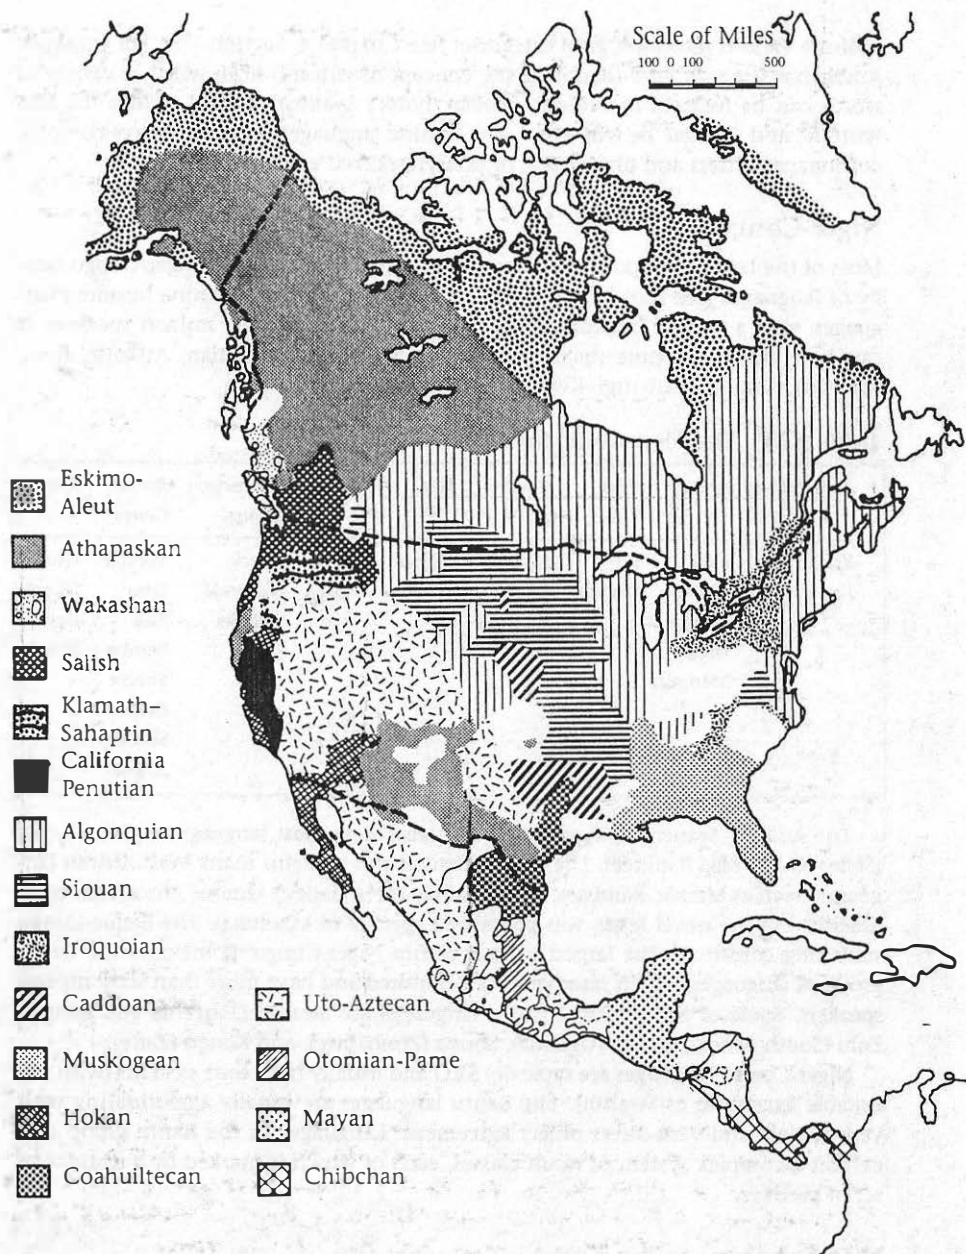 Scale of Miles
100 0 100 500
Eskimo-
Aleut
Athapaskan
Wakashan
Salish
Klamath–
Sahaptin
California
Penutian
Algonquian
Siouan
Iroquoian
Caddoan
Muskogean
Hokan
Coahuiltecan
Uto-Aztecan
Otomian-Pame
Mayan
Chibchan